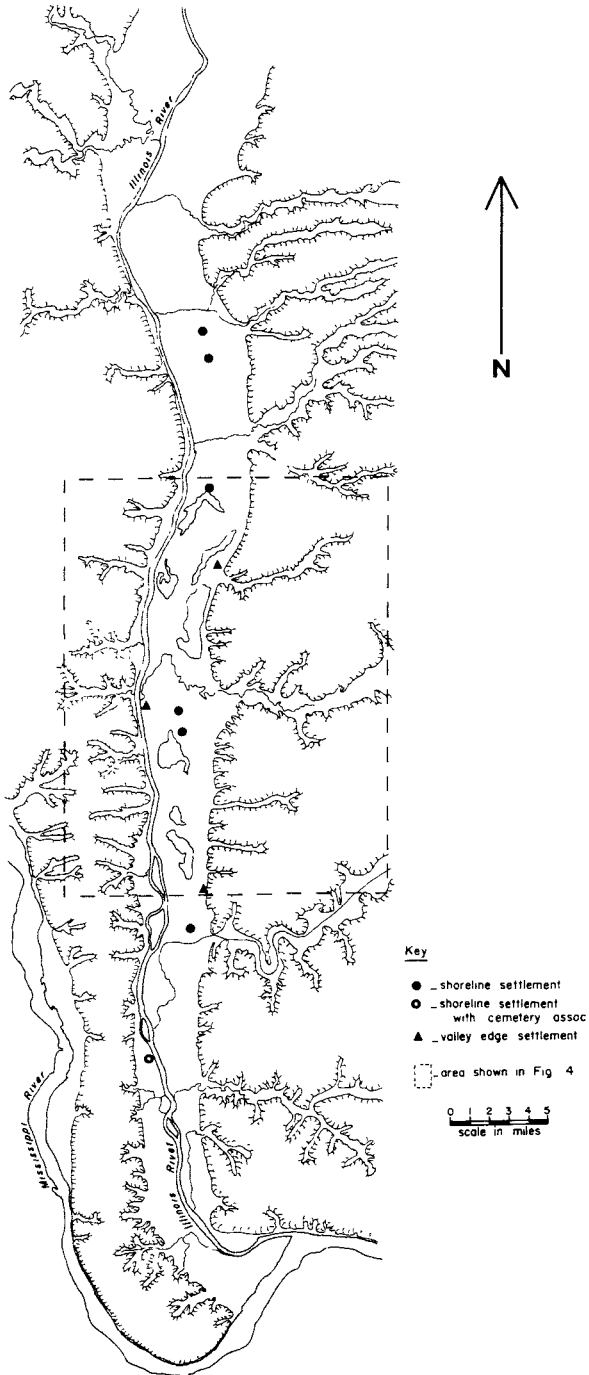 Illinois River
N
Mississippi River
Illinois River
Key
_ shoreline settlement
_ shoreline settlement
with cemetery assoc
_ valley edge settlement
_ area shown in Fig 4
0 1 2 3 4 5
scale in miles